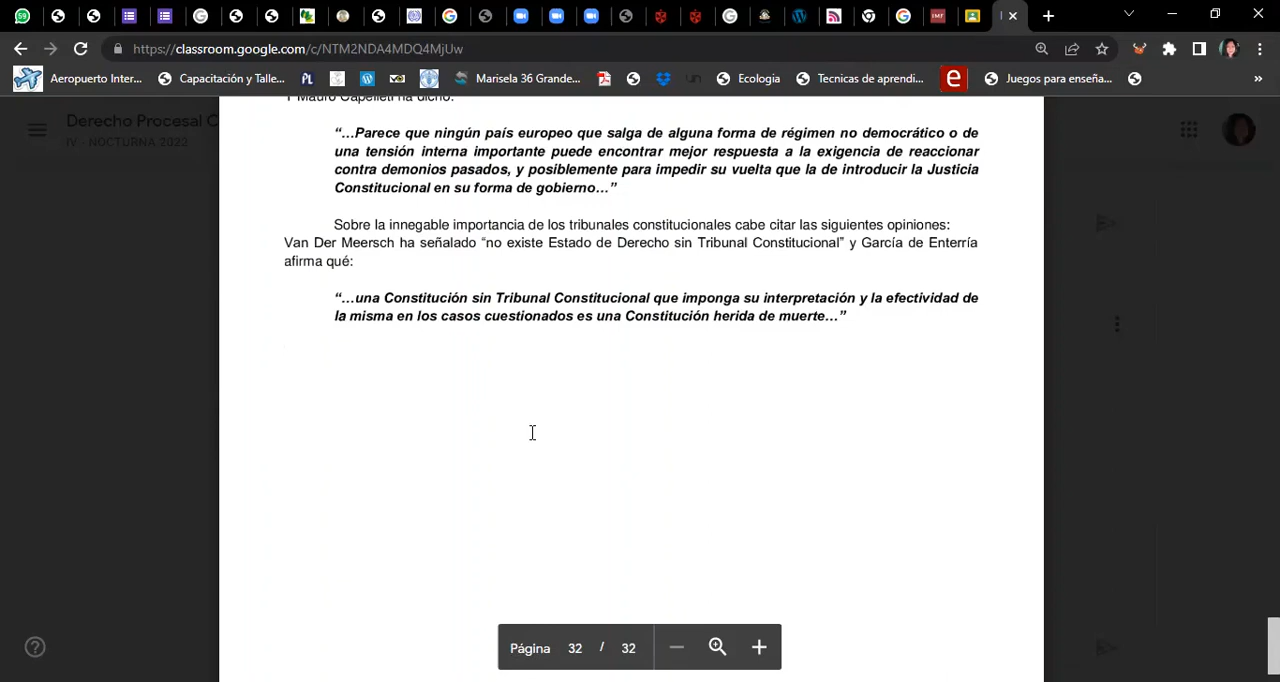 https://classroom.google.com/c/NTM2NDA4MDQ4MjUw
Aeropuerto Inter...
Capacitación y Talle...
Marisela 36 Grande...
Ecologia
Tecnicas de aprendi...
Juegos para enseña...
»
Derecho Procesal C
IV - NOCTURNA 2022
Y Mauro Capelleti ha dicho:
“…Parece que ningún país europeo que salga de alguna forma de régimen no democrático o de
una tensión interna importante puede encontrar mejor respuesta a la exigencia de reaccionar
contra demonios pasados, y posiblemente para impedir su vuelta que la de introducir la Justicia
Constitucional en su forma de gobierno…”
Sobre la innegable importancia de los tribunales constitucionales cabe citar las siguientes opiniones:
Van Der Meersch ha señalado “no existe Estado de Derecho sin Tribunal Constitucional” y García de Enterría
afirma qué:
“…una Constitución sin Tribunal Constitucional que imponga su interpretación y la efectividad de
la misma en los casos cuestionados es una Constitución herida de muerte…”
Página 32 / 32